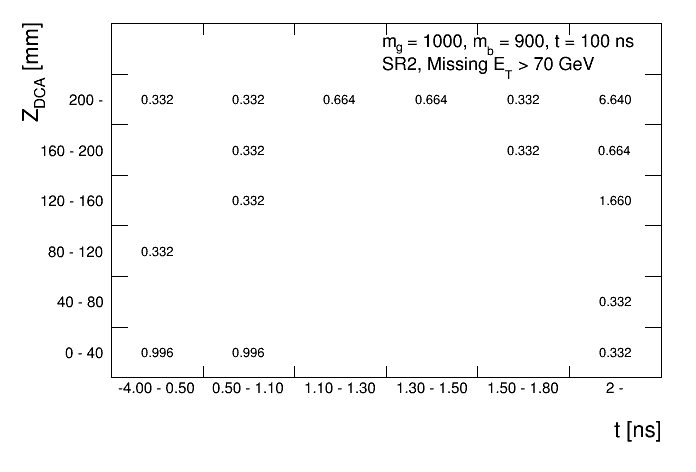 Z_DCA [mm]
m_g = 1000, m_b = 900, t = 100 ns
SR2, Missing E_T > 70 GeV
200 - 0.332 0.332 0.664 0.664 0.332 6.640
160 - 200 0.332 0.332 0.664
120 - 160 0.332 1.660
80 - 120 0.332
40 - 80 0.332
0 - 40 0.996 0.996 0.332
-4.00 - 0.50 0.50 - 1.10 1.10 - 1.30 1.30 - 1.50 1.50 - 1.80 2 -
t [ns]